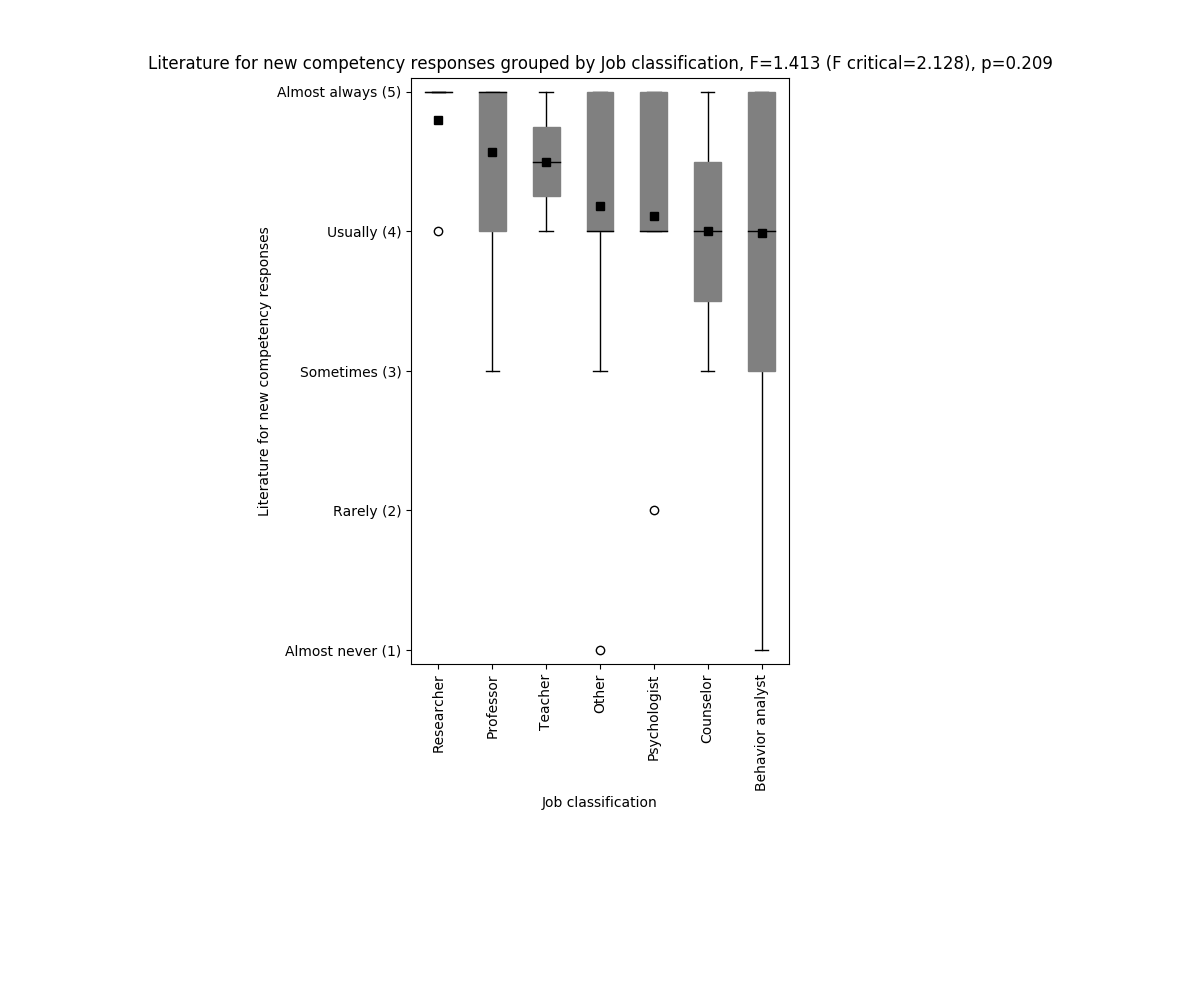 Literature for new competency responses grouped by Job classification, F=1.413 (F critical=2.128), p=0.209
Almost always (5)
Usually (4)
Sometimes (3)
Rarely (2)
Almost never (1)
Literature for new competency responses
Researcher
Professor
Teacher
Other
Psychologist
Counselor
Behavior analyst
Job classification